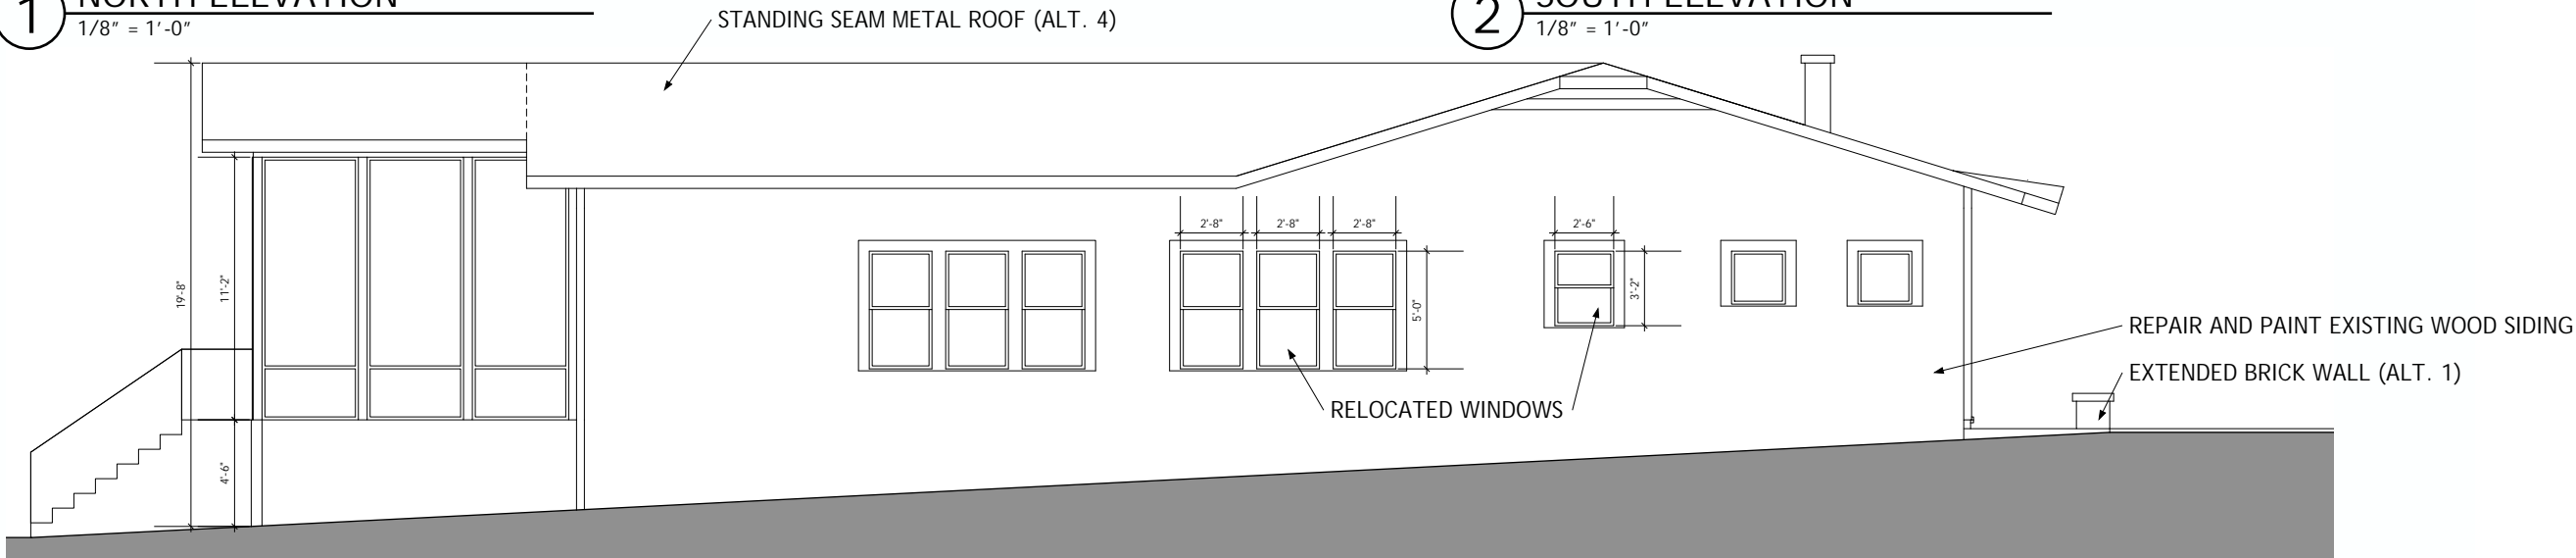 1 NORTH ELEVATION
1/8" = 1'-0"
STANDING SEAM METAL ROOF (ALT. 4)
2 SOUTH ELEVATION
1/8" = 1'-0"
2'-8" 2'-8" 2'-8" 2'-6"
19'-8"
11'-2"
5'-0"
3'-2"
4'-6"
REPAIR AND PAINT EXISTING WOOD SIDING
EXTENDED BRICK WALL (ALT. 1)
RELOCATED WINDOWS